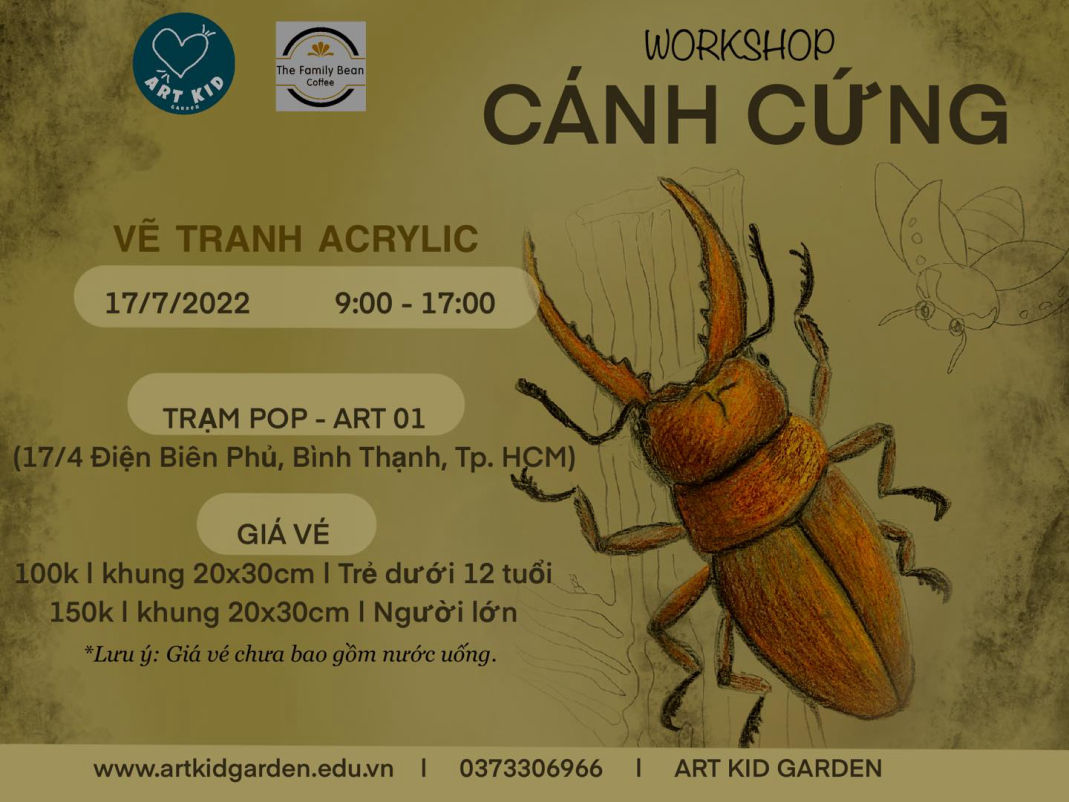 ART KID
GARDEN
The Family Bean
Coffee
WORKSHOP
CÁNH CỨNG
VẼ TRANH ACRYLIC
17/7/2022 9:00 - 17:00
TRẠM POP - ART 01
(17/4 Điện Biên Phủ, Bình Thạnh, Tp. HCM)
GIÁ VÉ
100k l khung 20x30cm l Trẻ dưới 12 tuổi
150k l khung 20x30cm l Người lớn
*Lưu ý: Giá vé chưa bao gồm nước uống.
www.artkidgarden.edu.vn l 0373306966 l ART KID GARDEN